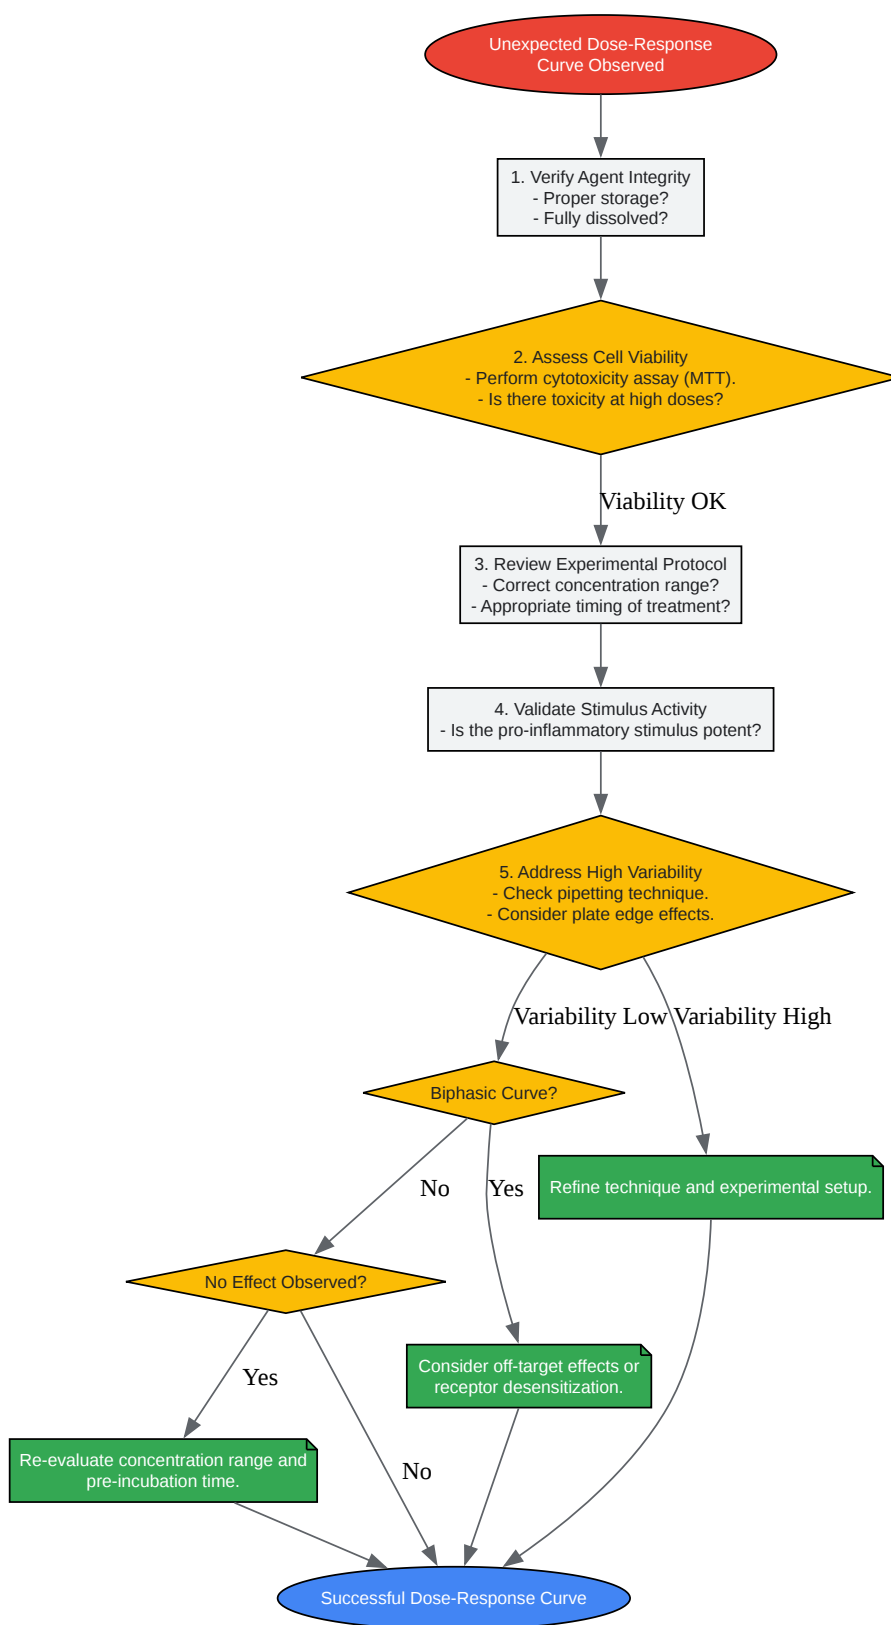 Unexpected Dose-Response
Curve Observed
1. Verify Agent Integrity
- Proper storage?
- Fully dissolved?
2. Assess Cell Viability
- Perform cytotoxicity assay (MTT).
- Is there toxicity at high doses?
Viability OK
3. Review Experimental Protocol
- Correct concentration range?
- Appropriate timing of treatment?
4. Validate Stimulus Activity
- Is the pro-inflammatory stimulus potent?
5. Address High Variability
- Check pipetting technique.
- Consider plate edge effects.
Variability Low
Variability High
Biphasic Curve?
No
Yes
Refine technique and experimental setup.
No Effect Observed?
Consider off-target effects or
receptor desensitization.
Yes
No
Re-evaluate concentration range and
pre-incubation time.
Successful Dose-Response Curve